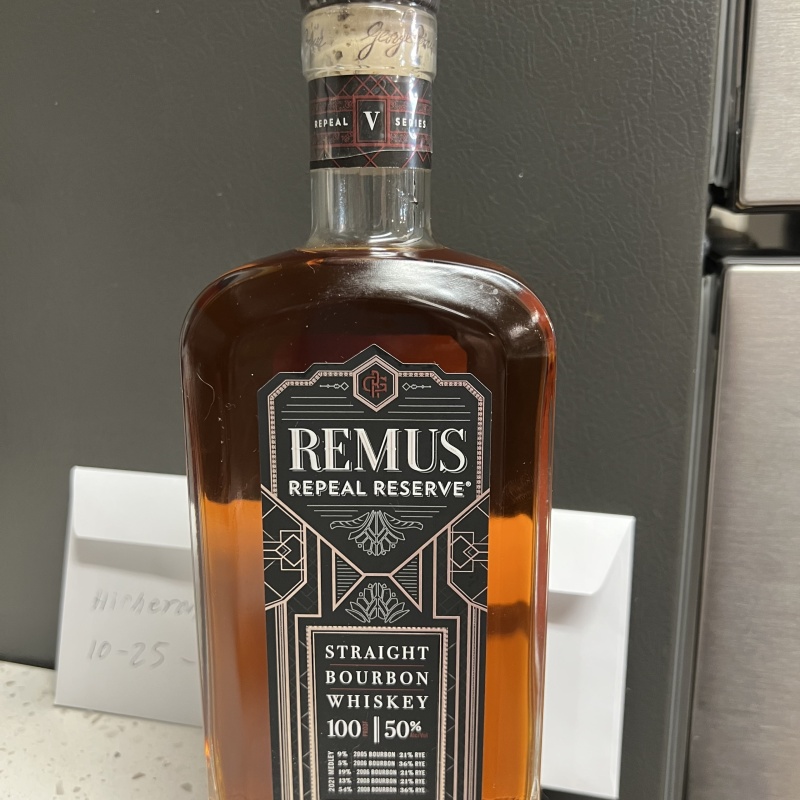 REPEAL V SERIES
REMUS
REPEAL RESERVE®
STRAIGHT
BOURBON
WHISKEY
100 PROOF 50%
2021 MEDLEY
9% 2005 BOURBON 21% RYE
5% 2006 BOURBON 36% RYE
19% 2006 BOURBON 21% RYE
13% 2008 BOURBON 21% RYE
54% 2008 BOURBON 36% RYE
10-25 -